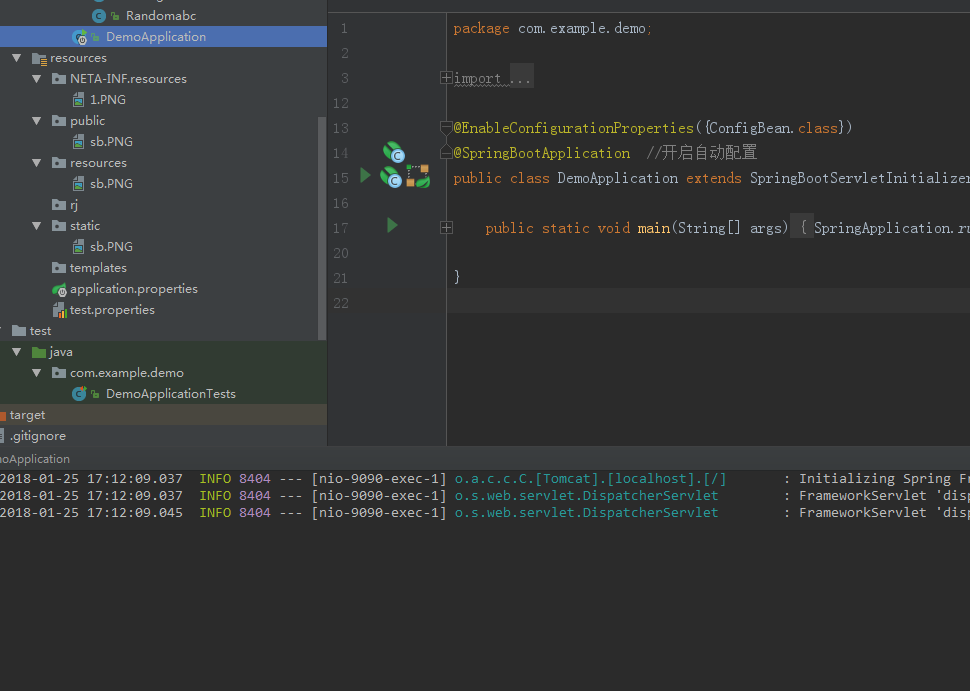 Randomabc
DemoApplication
resources
NETA-INF.resources
1.PNG
public
sb.PNG
resources
sb.PNG
rj
static
sb.PNG
templates
application.properties
test.properties
test
java
com.example.demo
DemoApplicationTests
target
.gitignore
1 package com.example.demo;
2
3 import ...
12
13 @EnableConfigurationProperties({ConfigBean.class})
14 @SpringBootApplication //开启自动配置
15 public class DemoApplication extends SpringBootServletInitializer
16
17 public static void main(String[] args) { SpringApplication.ru
20
21 }
22
oApplication
2018-01-25 17:12:09.037 INFO 8404 --- [nio-9090-exec-1] o.a.c.c.C.[Tomcat].[localhost].[/] : Initializing Spring Fr
2018-01-25 17:12:09.037 INFO 8404 --- [nio-9090-exec-1] o.s.web.servlet.DispatcherServlet : FrameworkServlet 'disp
2018-01-25 17:12:09.045 INFO 8404 --- [nio-9090-exec-1] o.s.web.servlet.DispatcherServlet : FrameworkServlet 'disp